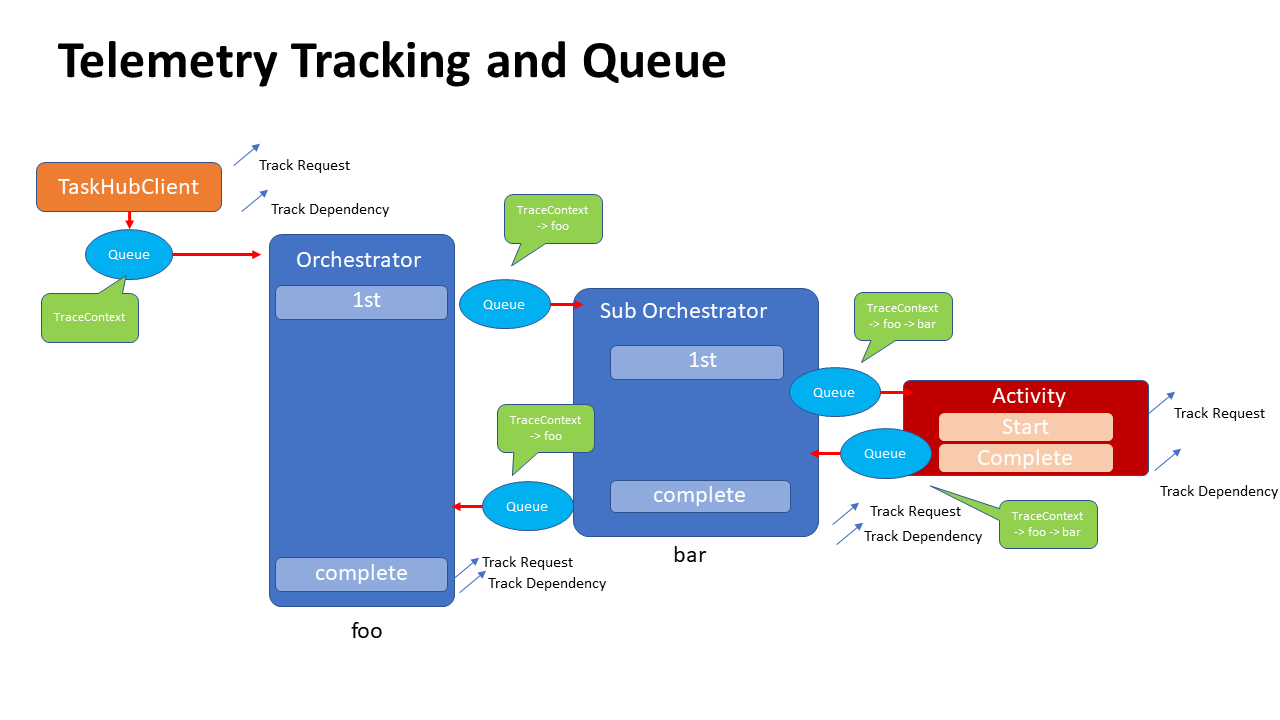 Telemetry Tracking and Queue
TaskHubClient
Track Request
Track Dependency
Queue
TraceContext
Orchestrator
1st
complete
foo
TraceContext
-> foo
Queue
Sub Orchestrator
1st
complete
bar
TraceContext
-> foo
Queue
Track Request
Track Dependency
TraceContext
-> foo -> bar
Queue
Activity
Start
Complete
Queue
Track Request
Track Dependency
TraceContext
-> foo -> bar
Track Request
Track Dependency